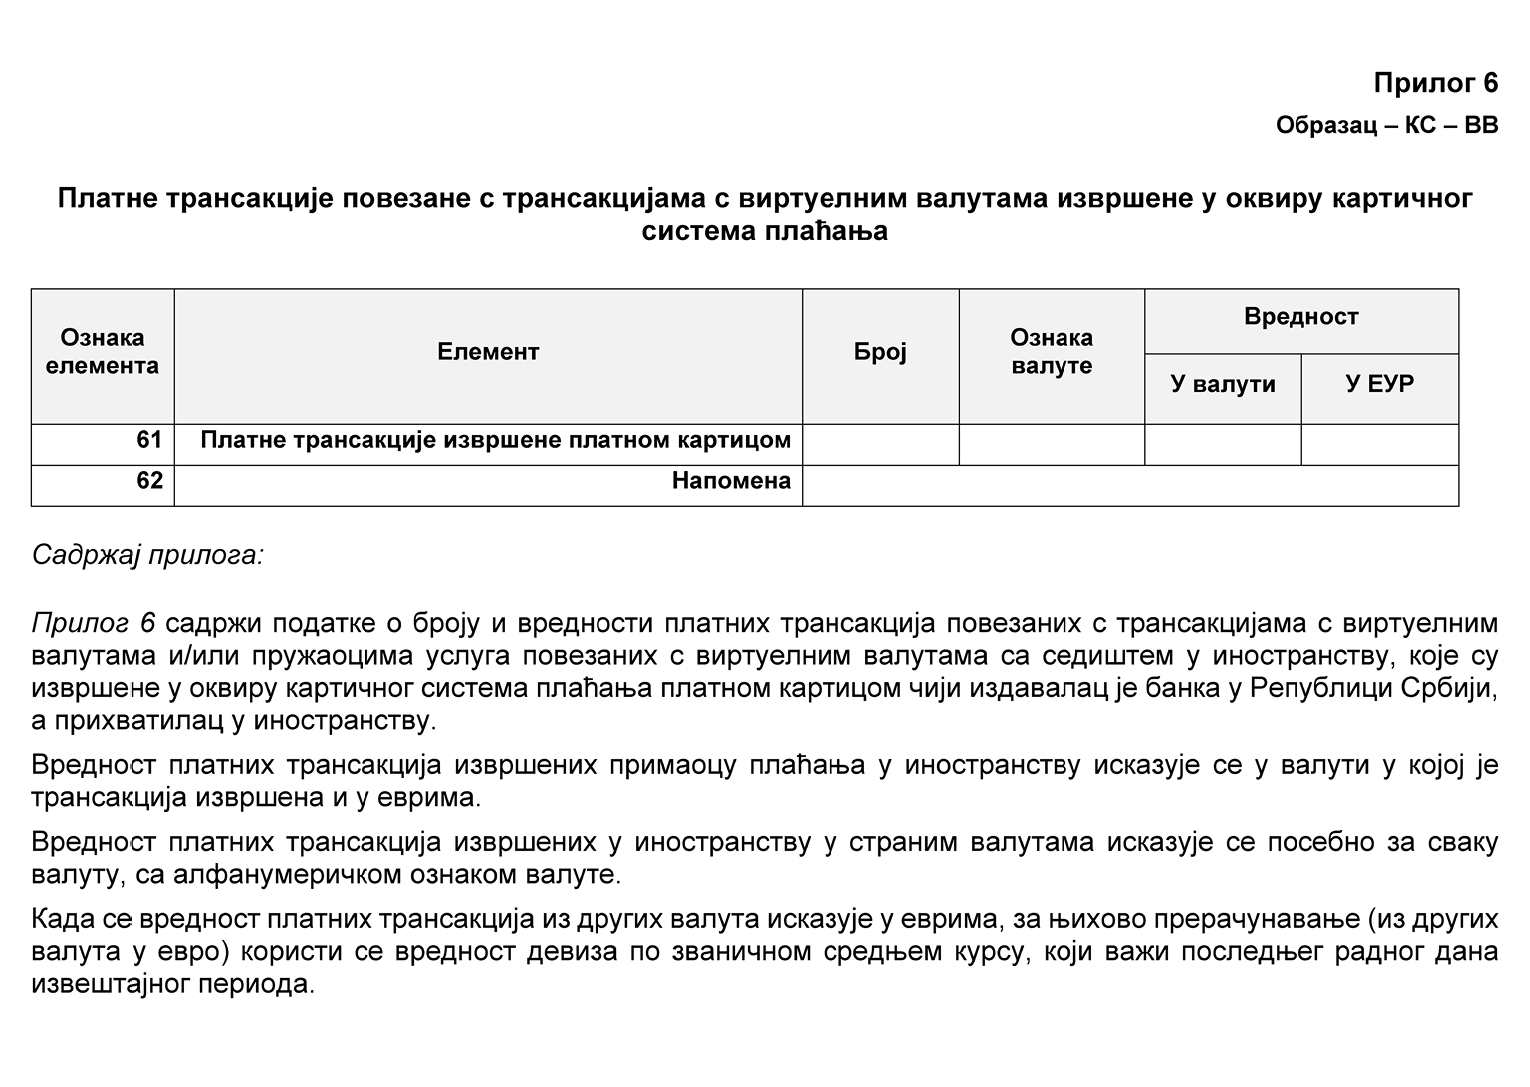 Прилог 6
Образац – КС – ВВ
Платне трансакције повезане с трансакцијама с виртуелним валутама извршене у оквиру картичног
система плаћања
Ознака елемента
Елемент
Број
Ознака валуте
Вредност
У валути
У ЕУР
61 Платне трансакције извршене платном картицом
62 Напомена
Садржај прилога:
Прилог 6 садржи податке о броју и вредности платних трансакција повезаних с трансакцијама с виртуелним
валутама и/или пружаоцима услуга повезаних с виртуелним валутама са седиштем у иностранству, које су
извршене у оквиру картичног система плаћања платном картицом чији издавалац је банка у Републици Србији,
а прихватилац у иностранству.
Вредност платних трансакција извршених примаоцу плаћања у иностранству исказује се у валути у којој је
трансакција извршена и у еврима.
Вредност платних трансакција извршених у иностранству у страним валутама исказује се посебно за сваку
валуту, са алфанумеричком ознаком валуте.
Када се вредност платних трансакција из других валута исказује у еврима, за њихово прерачунавање (из других
валута у евро) користи се вредност девиза по званичном средњем курсу, који важи последњег радног дана
извештајног периода.